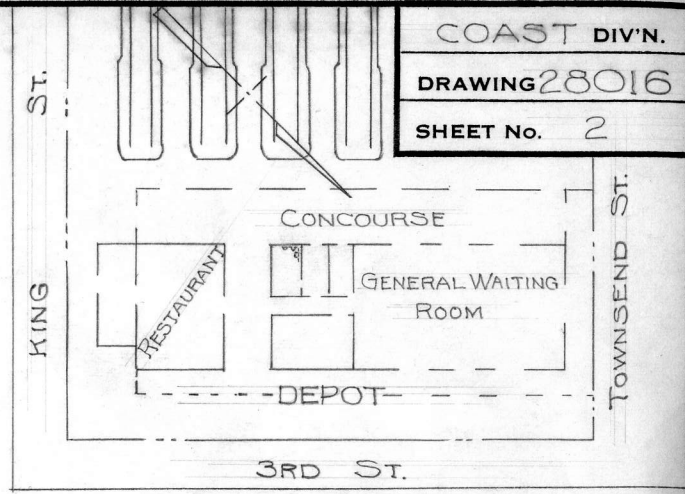 COAST DIV'N.
DRAWING 28016
SHEET No. 2
KING ST.
CONCOURSE
RESTAURANT
GENERAL WAITING
ROOM
TOWNSEND ST.
DEPOT
3RD ST.